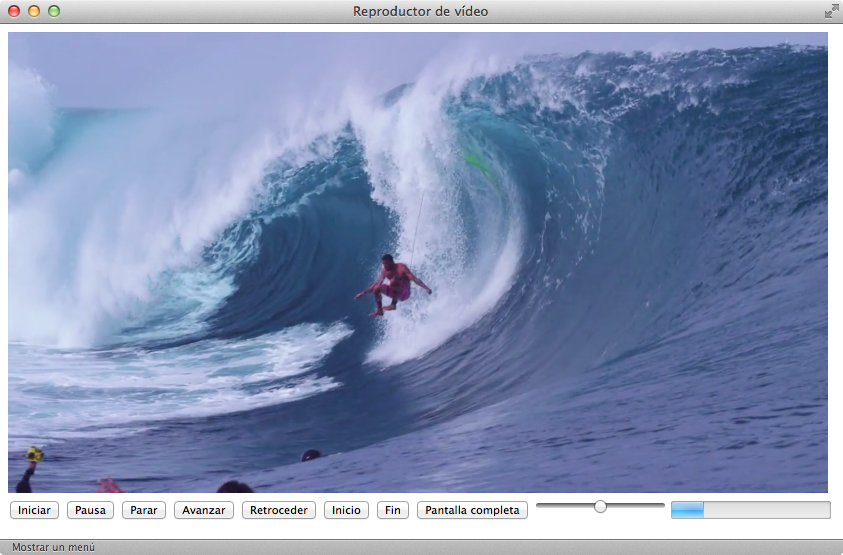 Reproductor de vídeo
Iniciar Pausa Parar Avanzar Retroceder Inicio Fin Pantalla completa
Mostrar un menú